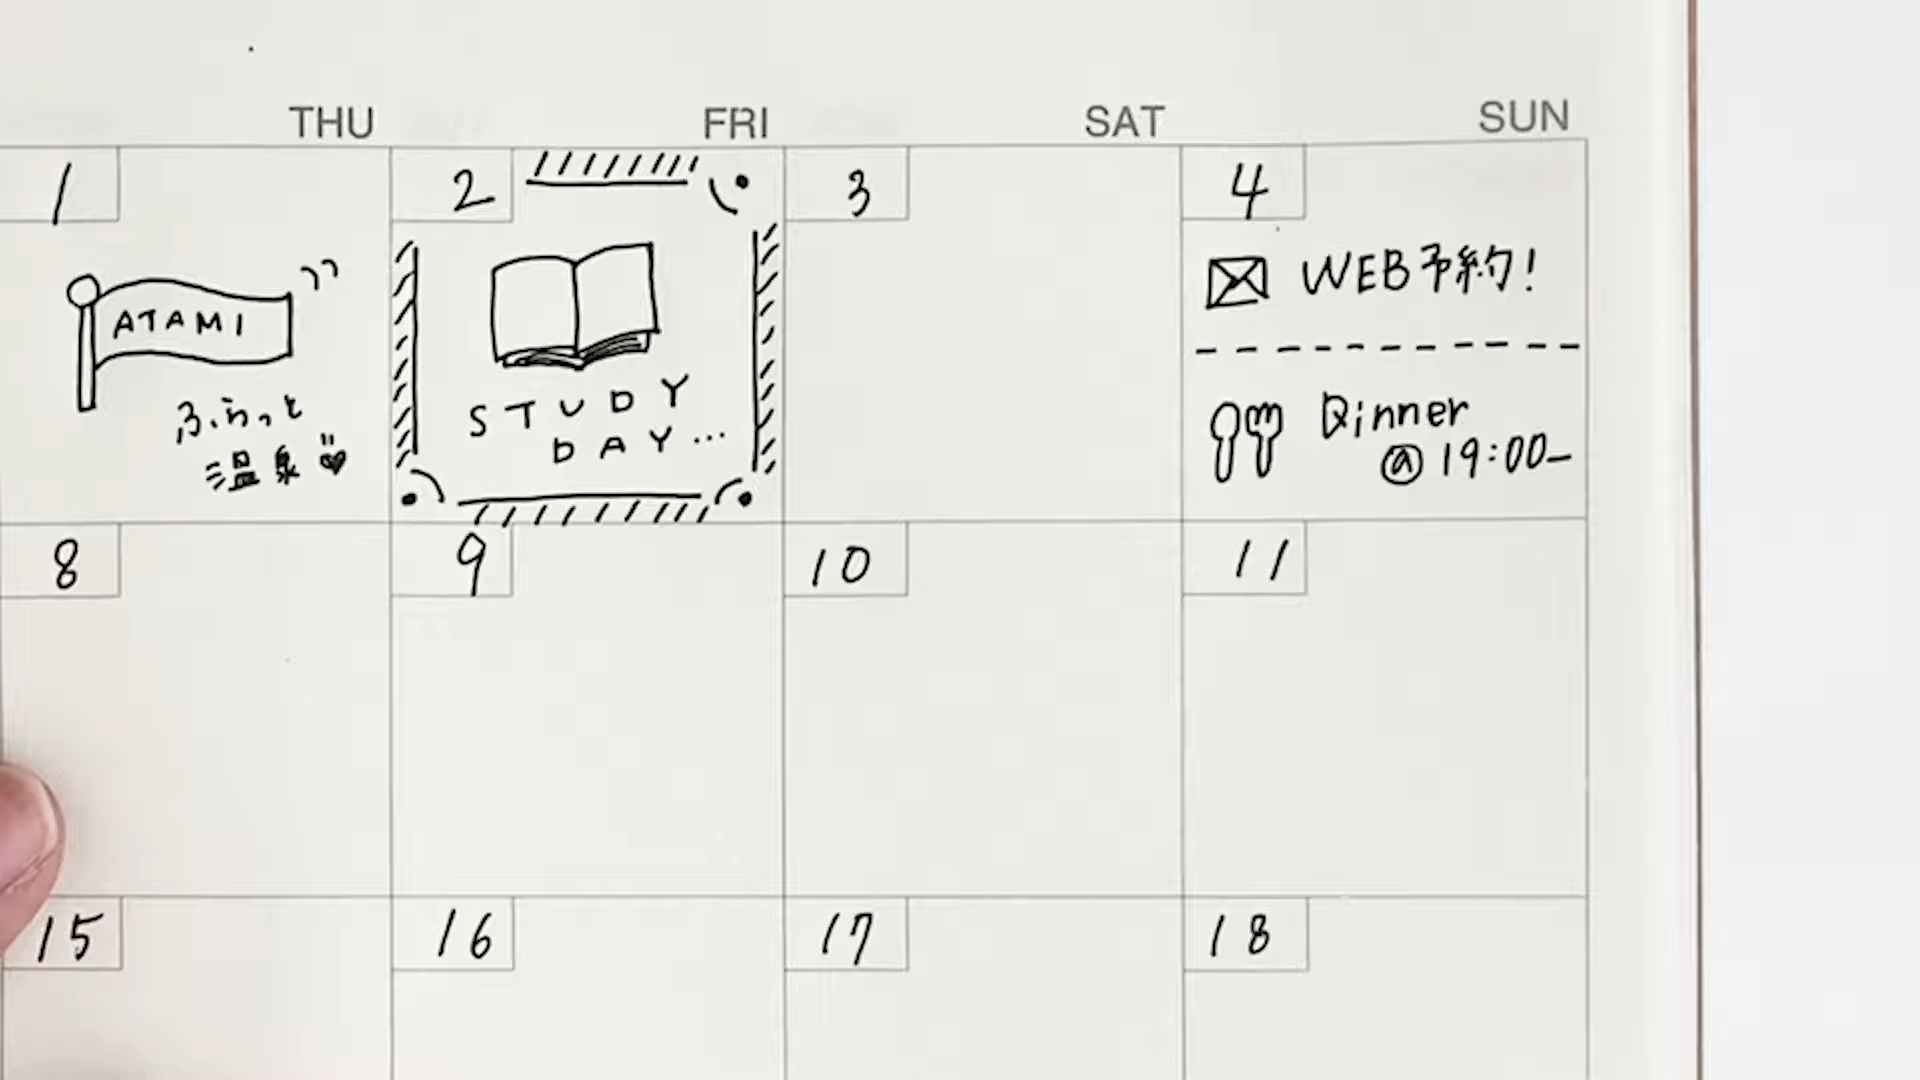 THU FRI SAT SUN
1 2 3 4
ATAMI
ふらっと
温泉
STUDY
DAY...
WEB予約!
Dinner
@19:00-
8 9 10 11
15 16 17 18